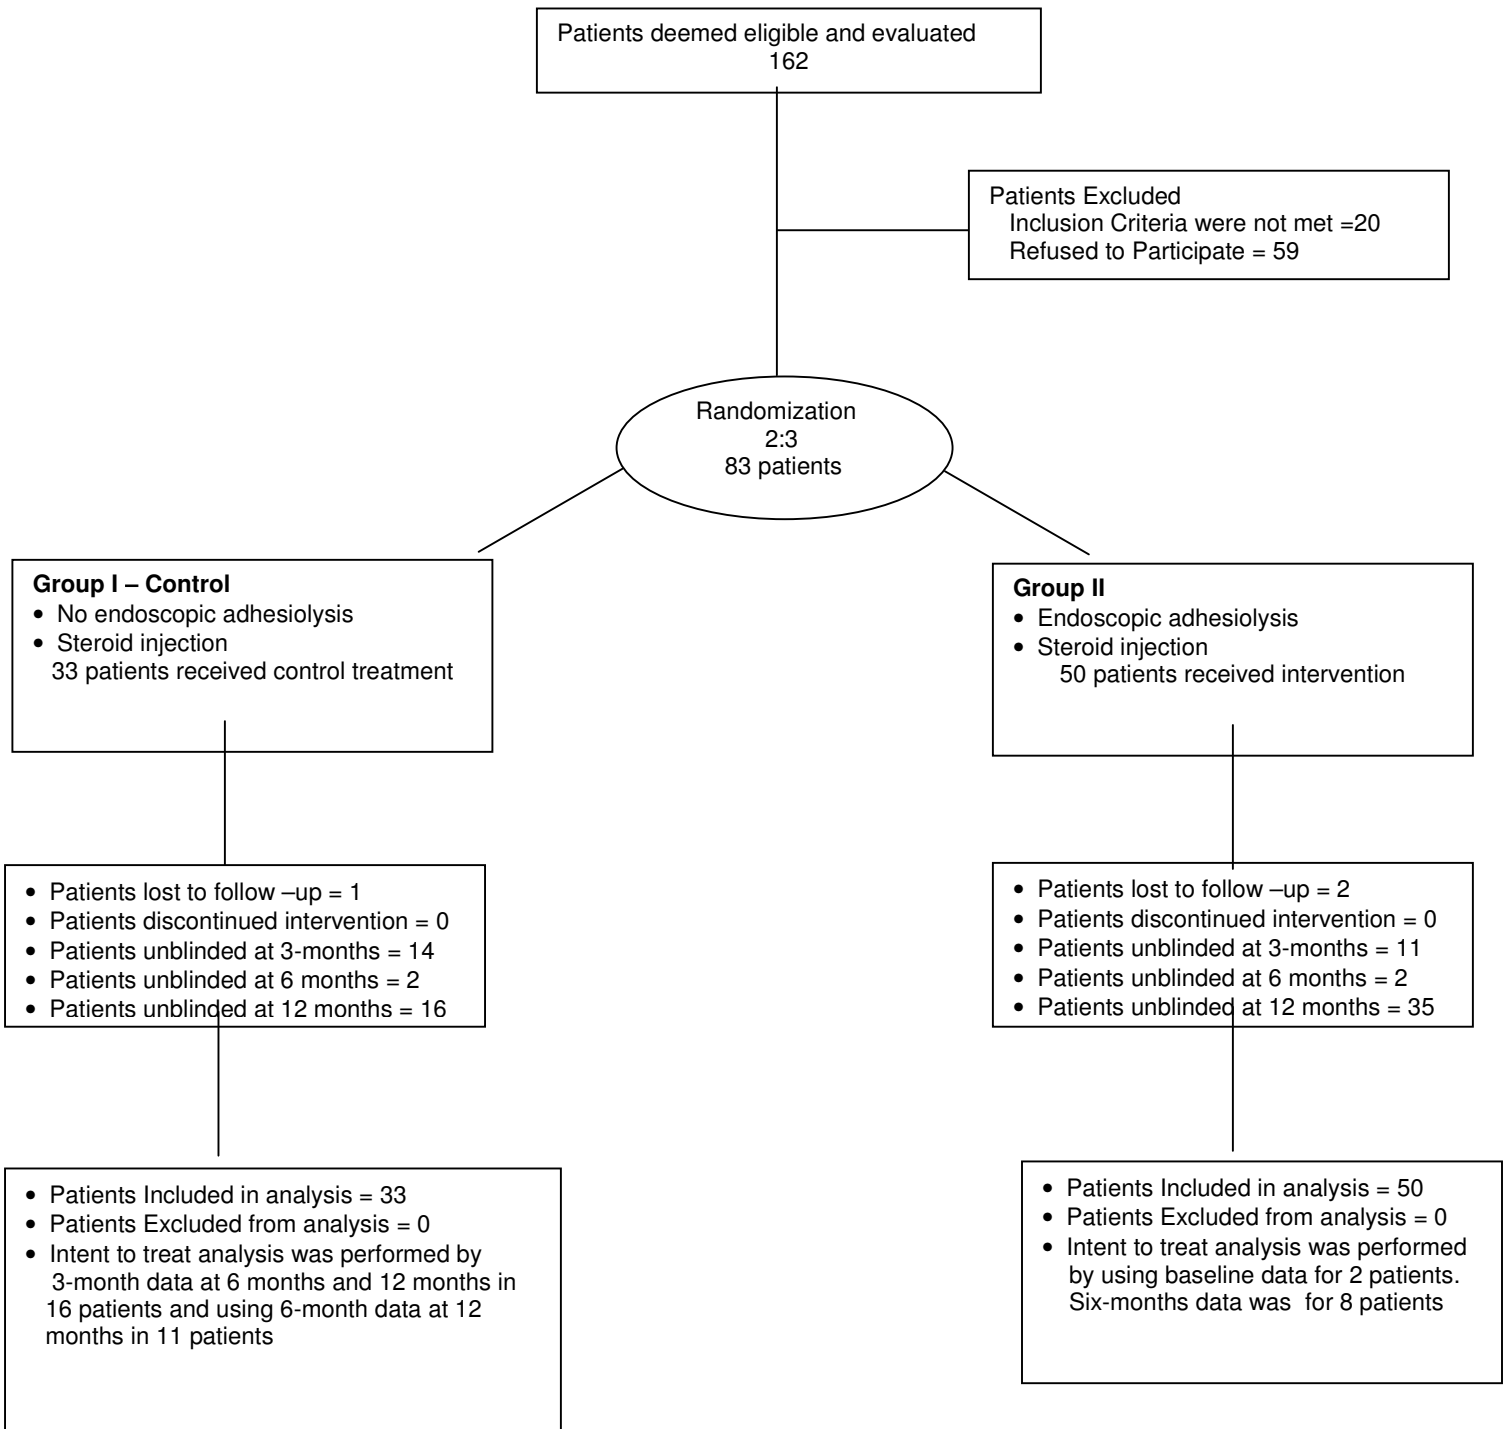 Patients deemed eligible and evaluated
162
Patients Excluded
Inclusion Criteria were not met =20
Refused to Participate = 59
Randomization
2:3
83 patients
Group I – Control
• No endoscopic adhesiolysis
• Steroid injection
33 patients received control treatment
Group II
• Endoscopic adhesiolysis
• Steroid injection
50 patients received intervention
• Patients lost to follow –up = 1
• Patients discontinued intervention = 0
• Patients unblinded at 3-months = 14
• Patients unblinded at 6 months = 2
• Patients unblinded at 12 months = 16
• Patients lost to follow –up = 2
• Patients discontinued intervention = 0
• Patients unblinded at 3-months = 11
• Patients unblinded at 6 months = 2
• Patients unblinded at 12 months = 35
• Patients Included in analysis = 33
• Patients Excluded from analysis = 0
• Intent to treat analysis was performed by
3-month data at 6 months and 12 months in
16 patients and using 6-month data at 12
months in 11 patients
• Patients Included in analysis = 50
• Patients Excluded from analysis = 0
• Intent to treat analysis was performed
by using baseline data for 2 patients.
Six-months data was for 8 patients